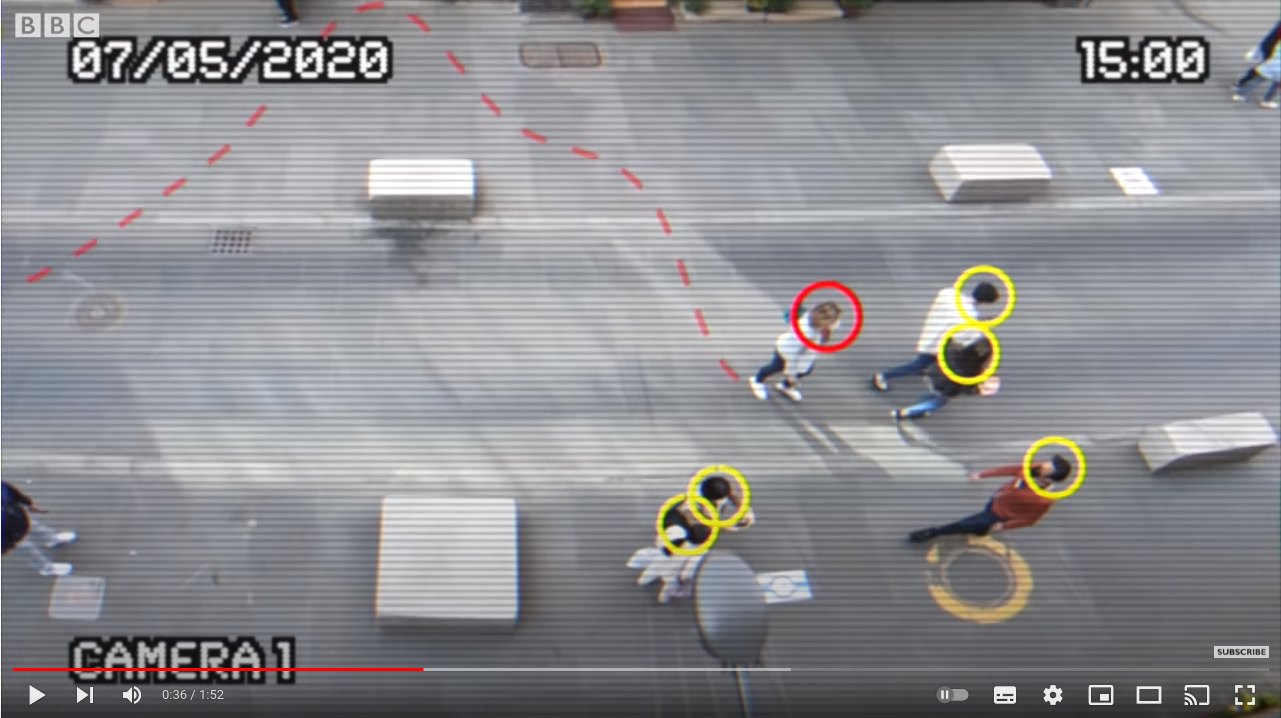 BBC
07/05/2020
15:00
CAMERA 1
SUBSCRIBE
0:36 / 1:52